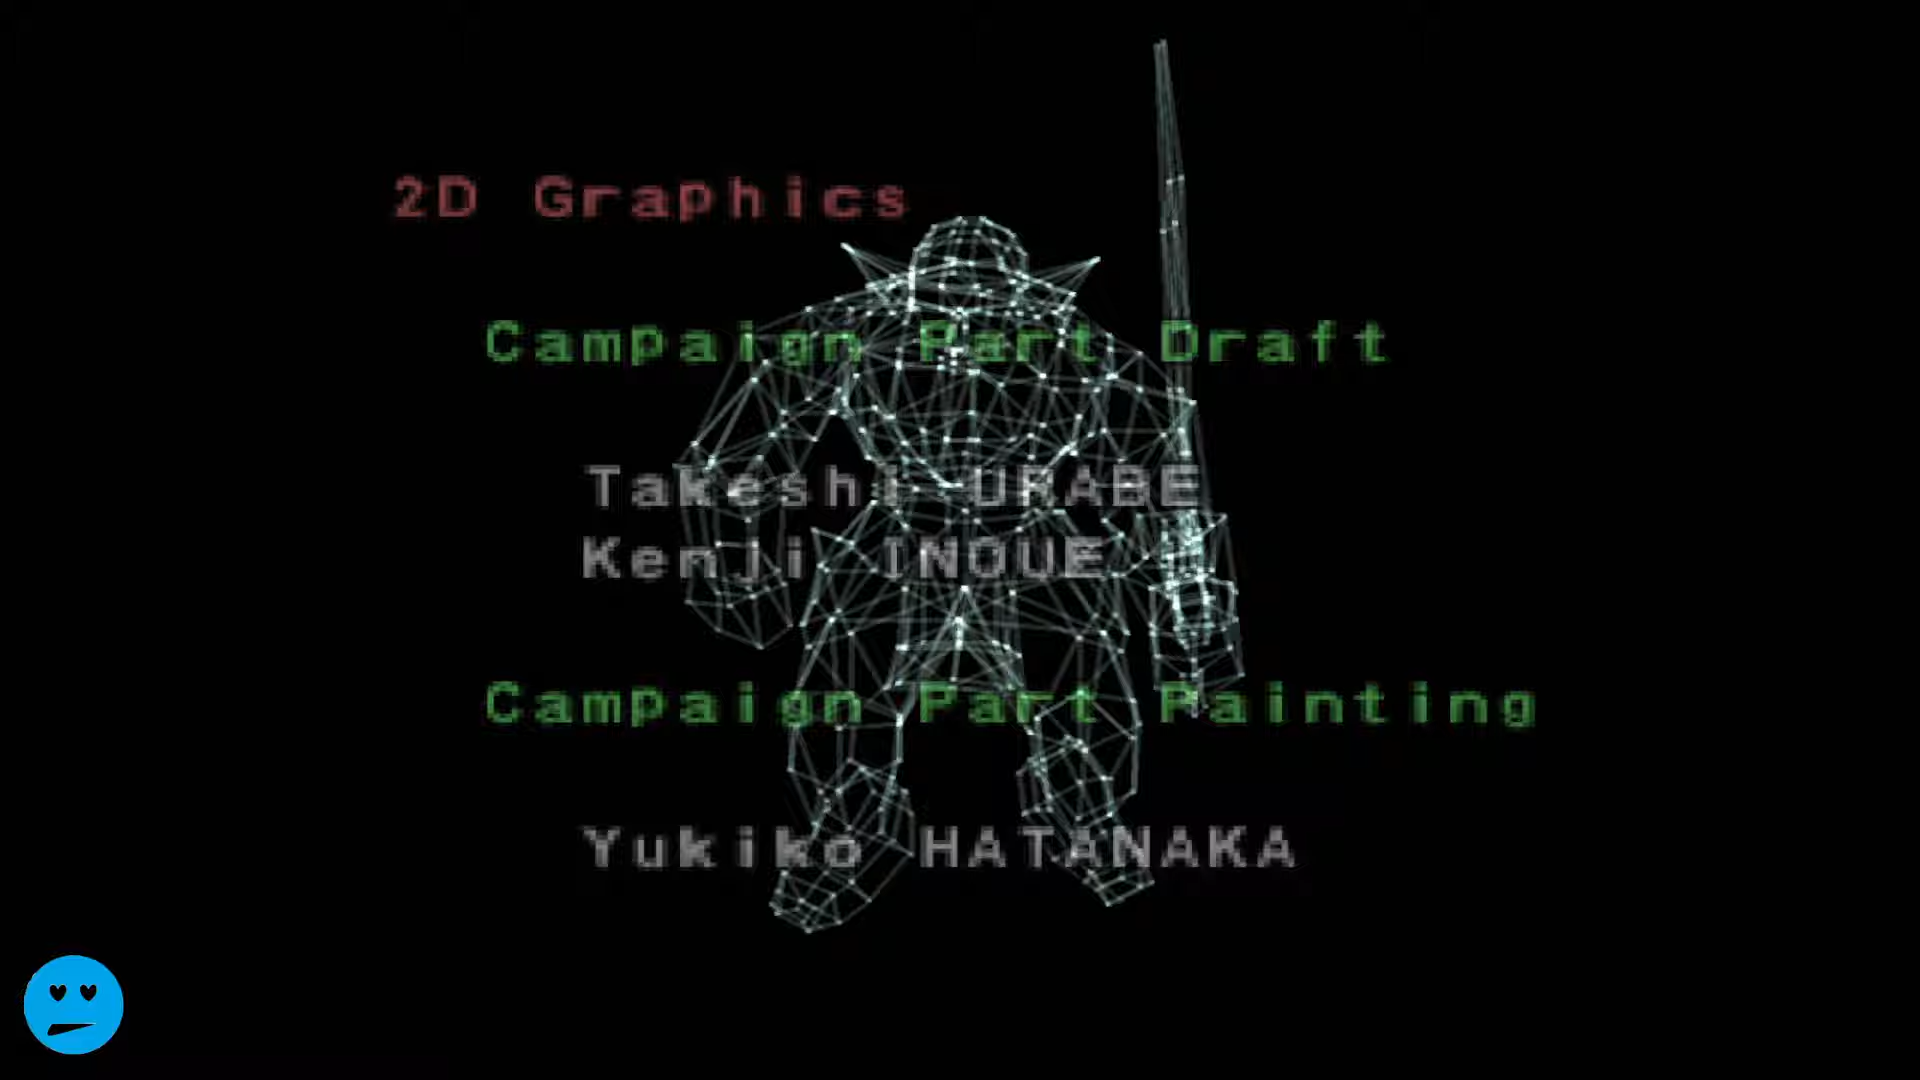 2D Graphics
Campaign Part Draft
Takeshi URABE
Kenji INOUE
Campaign Part Painting
Yukiko HATANAKA